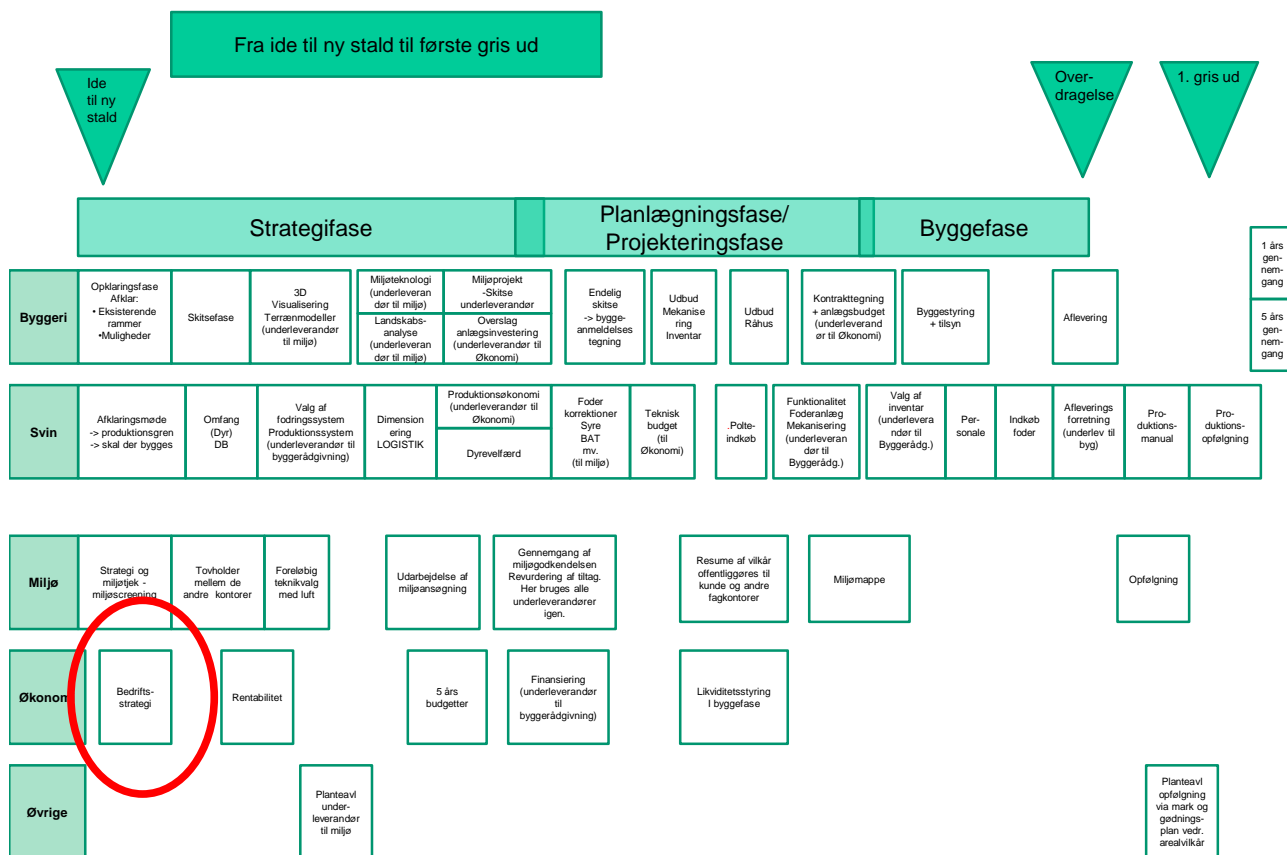 Fra ide til ny stald til første gris ud
Ide
til ny
stald
Over-
dragelse
1. gris ud
Strategifase
Planlægningsfase/
Projekteringsfase
Byggefase
1 års
gen-
nem-
gang
5 års
gen-
nem-
gang
Byggeri
Opklaringsfase
Afklar:
• Eksisterende
rammer
•Muligheder
Skitsefase
3D
Visualisering
Terrænmodeller
(underleverandør
til miljø)
Miljøteknologi
(underleveran
dør til miljø)
Landskabs-
analyse
(underleveran
dør til miljø)
Miljøprojekt
-Skitse
underleverandør
Overslag
anlægsinvestering
(underleverandør til
Økonomi)
Endelig
skitse
-> bygge-
anmeldelses
tegning
Udbud
Mekanise
ring
Inventar
Udbud
Råhus
Kontrakttegning
+ anlægsbudget
(underleverand
ør til Økonomi)
Byggestyring
+ tilsyn
Aflevering
Svin
Afklaringsmøde
-> produktionsgren
-> skal der bygges
Omfang
(Dyr)
DB
Valg af
fodringssystem
Produktionssystem
(underleverandør til
byggerådgivning)
Dimension
ering
LOGISTIK
Produktionsøkonomi
(underleverandør til
Økonomi)
Dyrevelfærd
Foder
korrektioner
Syre
BAT
mv.
(til miljø)
Teknisk
budget
(til
Økonomi)
.Polte-
indkøb
Funktionalitet
Foderanlæg
Mekanisering
(underleveran
dør til
Byggerådg.)
Valg af
inventar
(underlevera
ndør til
Byggerådg.)
Per-
sonale
Indkøb
foder
Afleverings
forretning
(underlev til
byg)
Pro-
duktions-
manual
Pro-
duktions-
opfølgning
Miljø
Strategi og
miljøtjek -
miljøscreening
Tovholder
mellem de
andre kontorer
Foreløbig
teknikvalg
med luft
Udarbejdelse af
miljøansøgning
Gennemgang af
miljøgodkendelsen
Revurdering af tiltag.
Her bruges alle
underleverandører
igen.
Resume af vilkår
offentliggøres til
kunde og andre
fagkontorer
Miljømappe
Opfølgning
Økonomi
Bedrifts-
strategi
Rentabilitet
5 års
budgetter
Finansiering
(underleverandør
til
byggerådgivning)
Likviditetsstyring
I byggefase
Øvrige
Planteavl
under-
leverandør
til miljø
Planteavl
opfølgning
via mark og
gødnings-
plan vedr.
arealvilkår